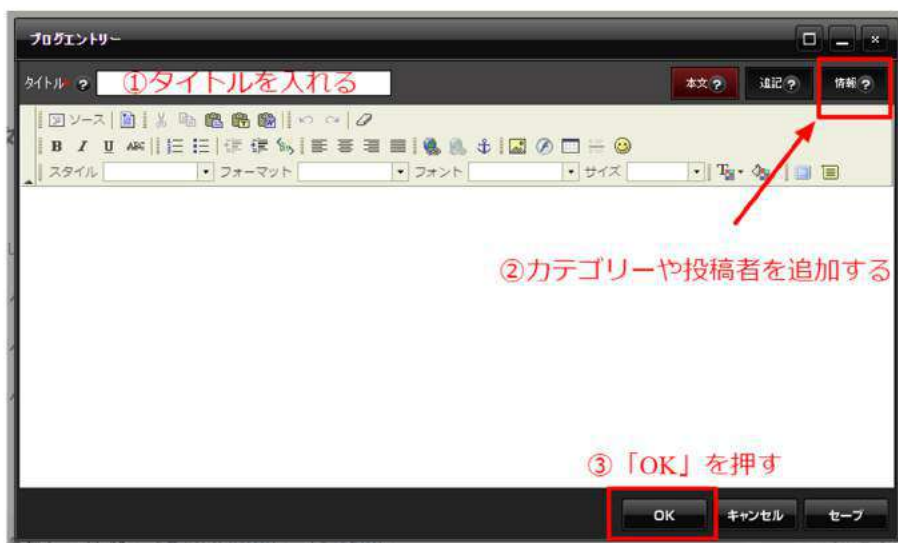 ブログエントリー
タイトル* ? ①タイトルを入れる 本文 ? 追記 ? 情報 ?
ソース
B I U ABC
スタイル フォーマット フォント サイズ
②カテゴリーや投稿者を追加する
③「OK」を押す
OK キャンセル セーブ